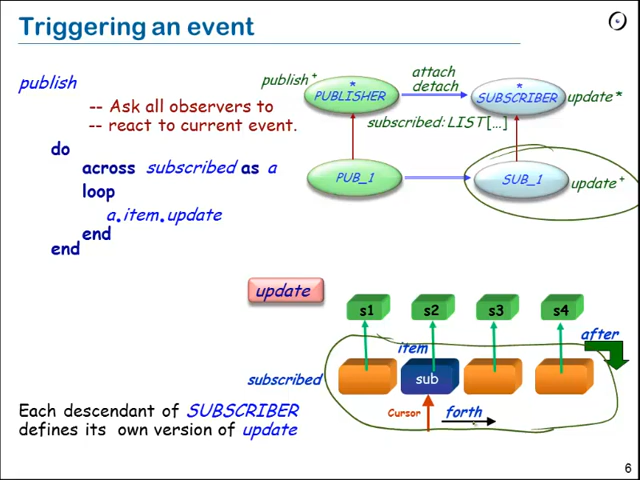 Triggering an event
publish
-- Ask all observers to
-- react to current event.
do
across subscribed as a
loop
a.item.update
end
end
publish +
*
PUBLISHER
attach
detach
*
SUBSCRIBER
update *
subscribed: LIST […]
PUB_1
SUB_1
update +
update
s1 s2 s3 s4
item
after
subscribed
sub
Cursor
forth
Each descendant of SUBSCRIBER
defines its own version of update
6